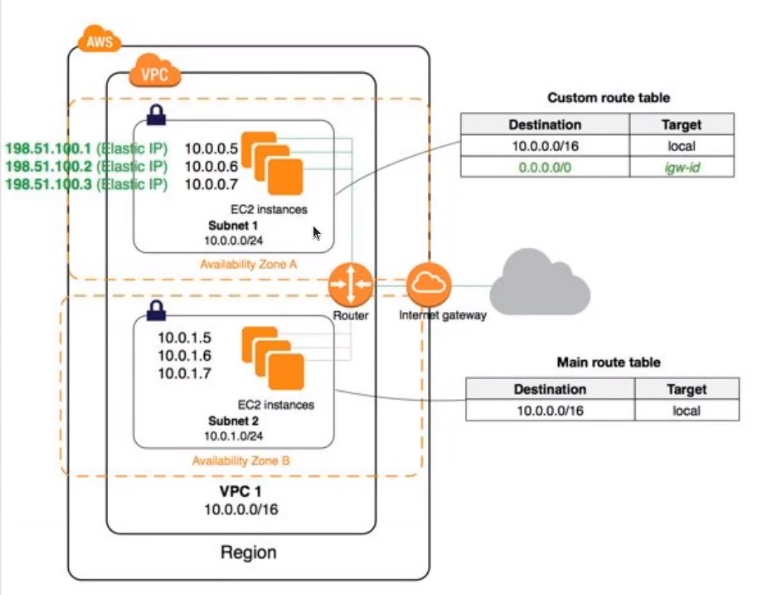 AWS
VPC
198.51.100.1 (Elastic IP) 10.0.0.5
198.51.100.2 (Elastic IP) 10.0.0.6
198.51.100.3 (Elastic IP) 10.0.0.7
EC2 instances
Subnet 1
10.0.0.0/24
Availability Zone A
Custom route table
Destination Target
10.0.0.0/16 local
0.0.0.0/0 igw-id
Router
Internet gateway
10.0.1.5
10.0.1.6
10.0.1.7
EC2 instances
Subnet 2
10.0.1.0/24
Availability Zone B
Main route table
Destination Target
10.0.0.0/16 local
VPC 1
10.0.0.0/16
Region